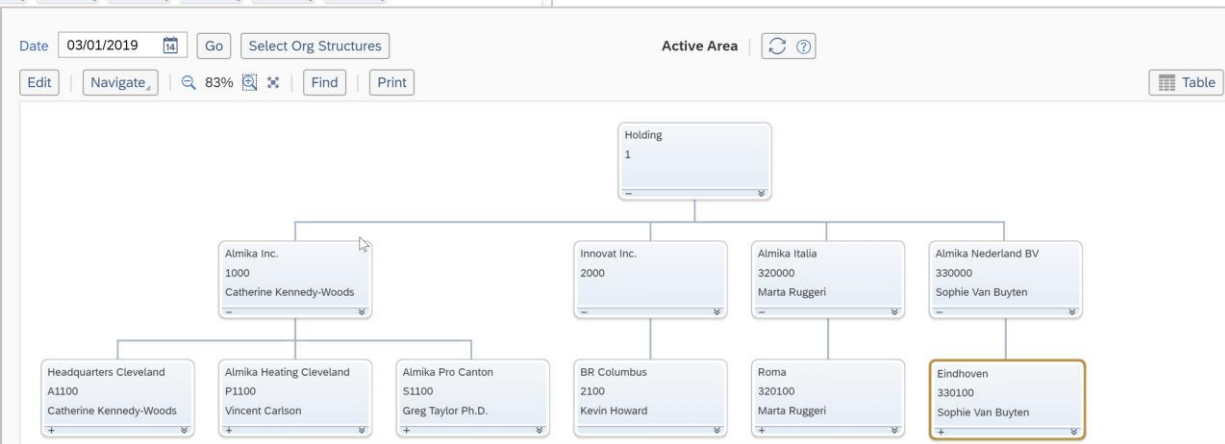 Date 03/01/2019 14 Go Select Org Structures Active Area
Edit Navigate 83% Find Print Table
Holding
1
Almika Inc.
1000
Catherine Kennedy-Woods
Innovat Inc.
2000
Almika Italia
320000
Marta Ruggeri
Almika Nederland BV
330000
Sophie Van Buyten
Headquarters Cleveland
A1100
Catherine Kennedy-Woods
Almika Heating Cleveland
P1100
Vincent Carlson
Almika Pro Canton
S1100
Greg Taylor Ph.D.
BR Columbus
2100
Kevin Howard
Roma
320100
Marta Ruggeri
Eindhoven
330100
Sophie Van Buyten